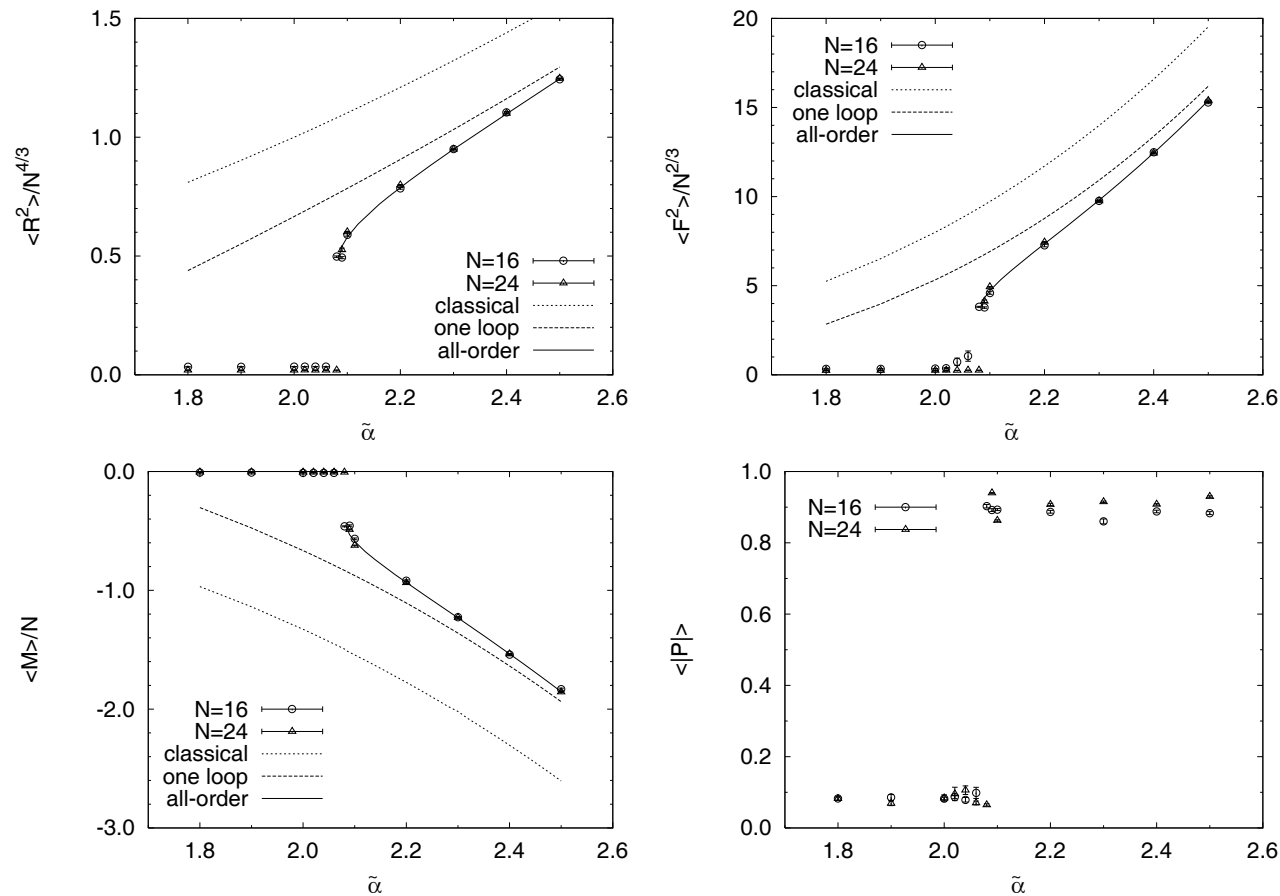 1.5
1.0
0.5
0.0
<R²>/N^{4/3}
N=16
N=24
classical
one loop
all-order
1.8 2.0 2.2 2.4 2.6
α̃
20
15
10
5
0
<F²>/N^{2/3}
N=16
N=24
classical
one loop
all-order
1.8 2.0 2.2 2.4 2.6
α̃
0.0
-1.0
-2.0
-3.0
<M>/N
N=16
N=24
classical
one loop
all-order
1.8 2.0 2.2 2.4 2.6
α̃
1.0
0.8
0.6
0.4
0.2
0.0
<|P|>
N=16
N=24
1.8 2.0 2.2 2.4 2.6
α̃